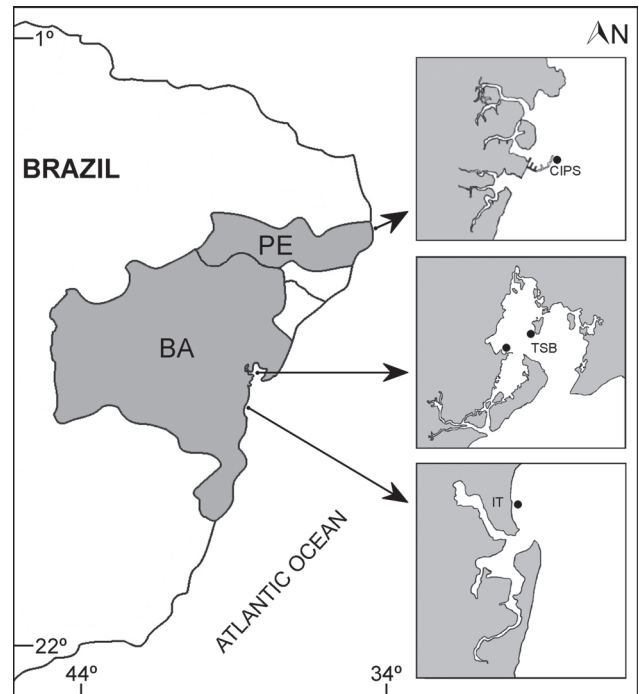 1º
N
BRAZIL
CIPS
PE
BA
TSB
IT
ATLANTIC OCEAN
22º
44º
34º